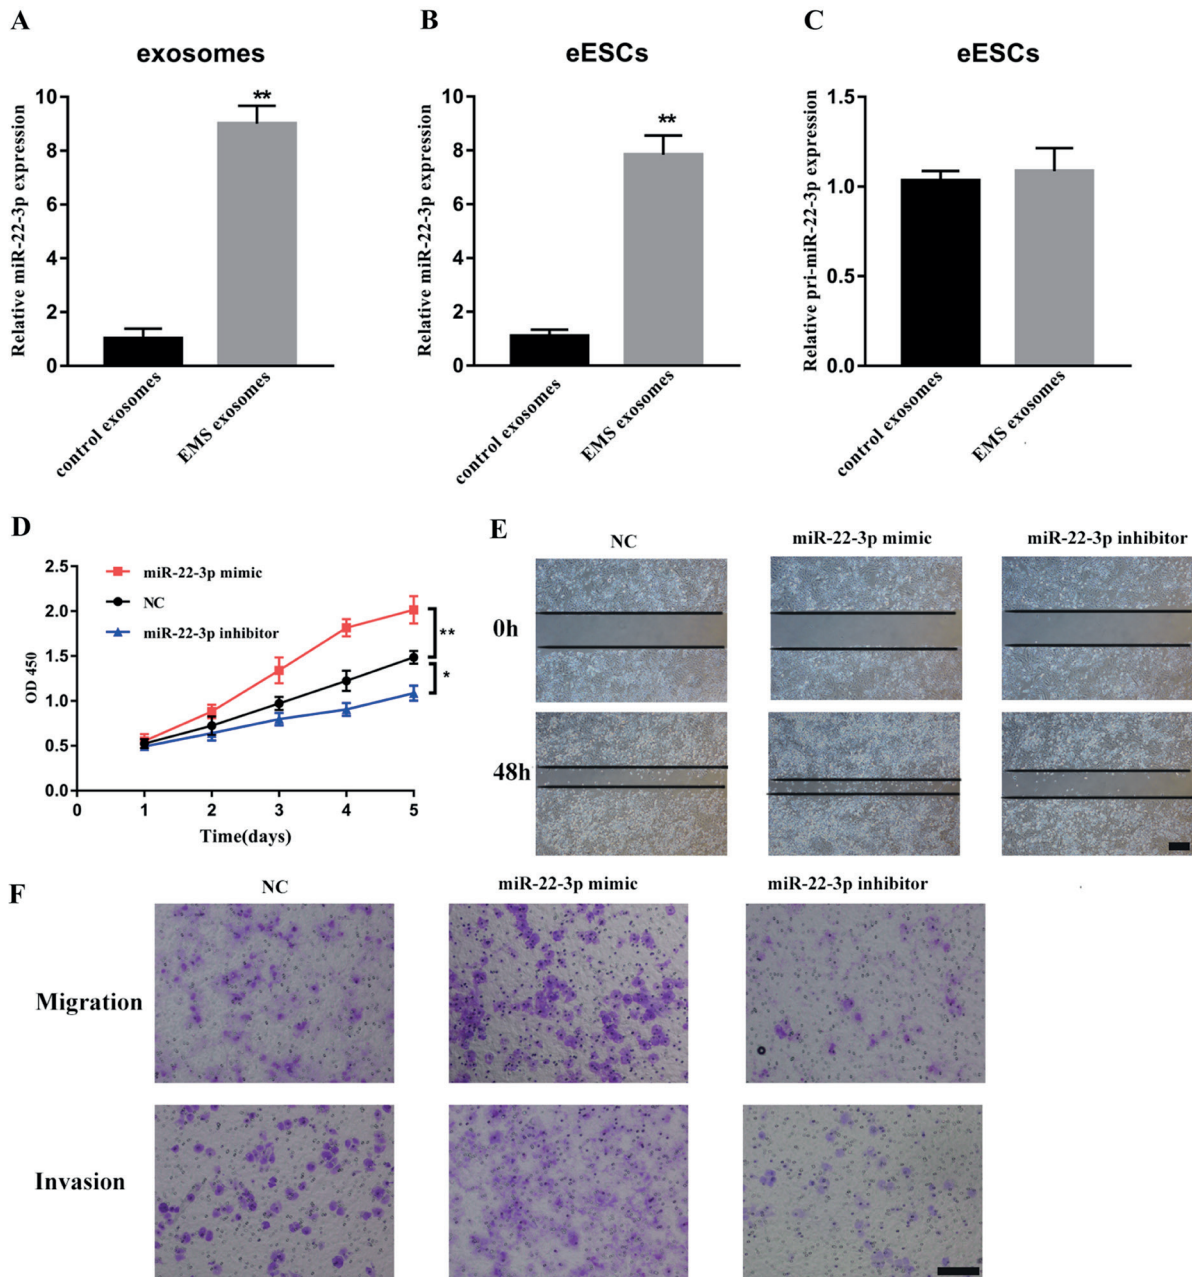 A
exosomes
Relative miR-22-3p expression
10
8
6
4
2
0
**
control exosomes
EMS exosomes
B
eESCs
Relative miR-22-3p expression
10
8
6
4
2
0
**
control exosomes
EMS exosomes
C
eESCs
Relative pri-miR-22-3p expression
1.5
1.0
0.5
0.0
control exosomes
EMS exosomes
D
OD 450
2.5
2.0
1.5
1.0
0.5
0.0
miR-22-3p mimic
NC
miR-22-3p inhibitor
**
*
0 1 2 3 4 5
Time(days)
E
NC miR-22-3p mimic miR-22-3p inhibitor
0h
48h
F
NC miR-22-3p mimic miR-22-3p inhibitor
Migration
Invasion